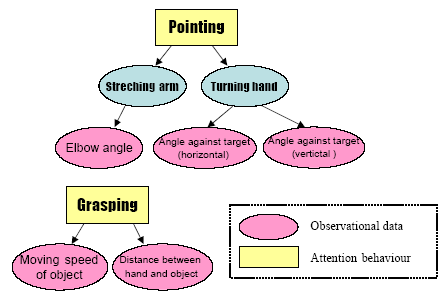 Pointing
Streching arm
Turning hand
Elbow angle
Angle against target
(horizontal)
Angle against target
(vertictal )
Grasping
Moving speed
of object
Distance between
hand and object
Observational data
Attention behaviour